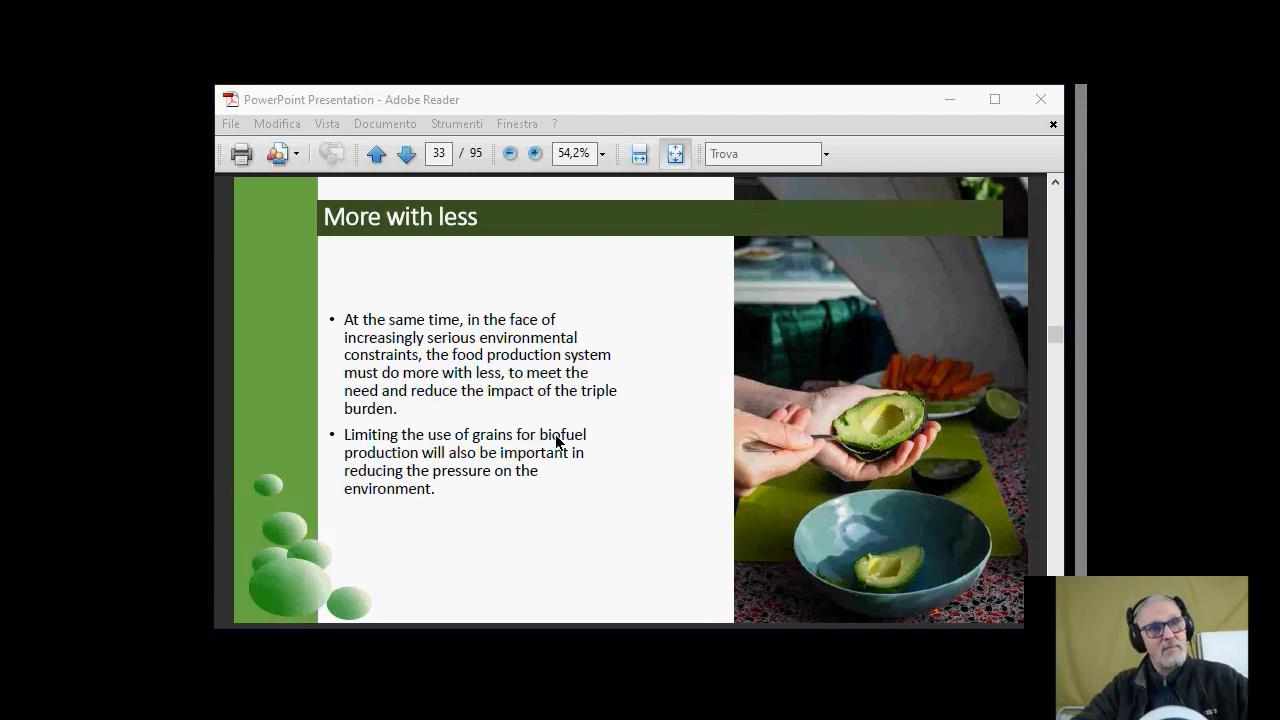 PowerPoint Presentation - Adobe Reader
File Modifica Vista Documento Strumenti Finestra ?
33 / 95 54,2% Trova
More with less
• At the same time, in the face of
increasingly serious environmental
constraints, the food production system
must do more with less, to meet the
need and reduce the impact of the triple
burden.
• Limiting the use of grains for biofuel
production will also be important in
reducing the pressure on the
environment.